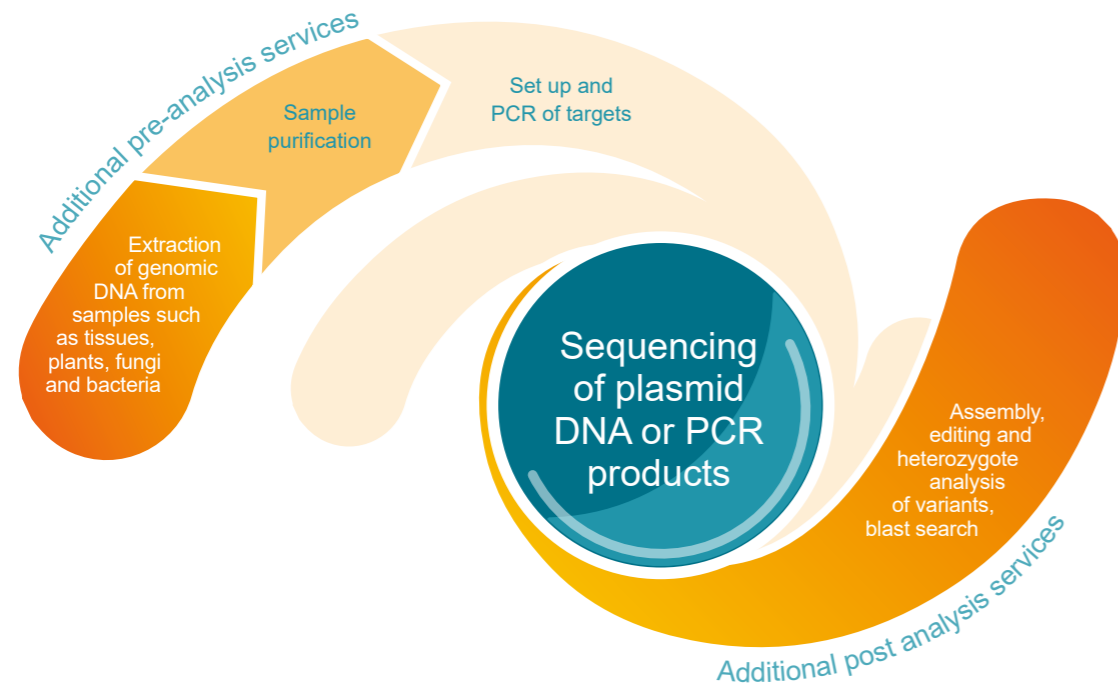 Additional pre-analysis services
Extraction
of genomic
DNA from
samples such
as tissues,
plants, fungi
and bacteria
Sample
purification
Set up and
PCR of targets
Sequencing
of plasmid
DNA or PCR
products
Assembly,
editing and
heterozygote
analysis
of variants,
blast search
Additional post analysis services